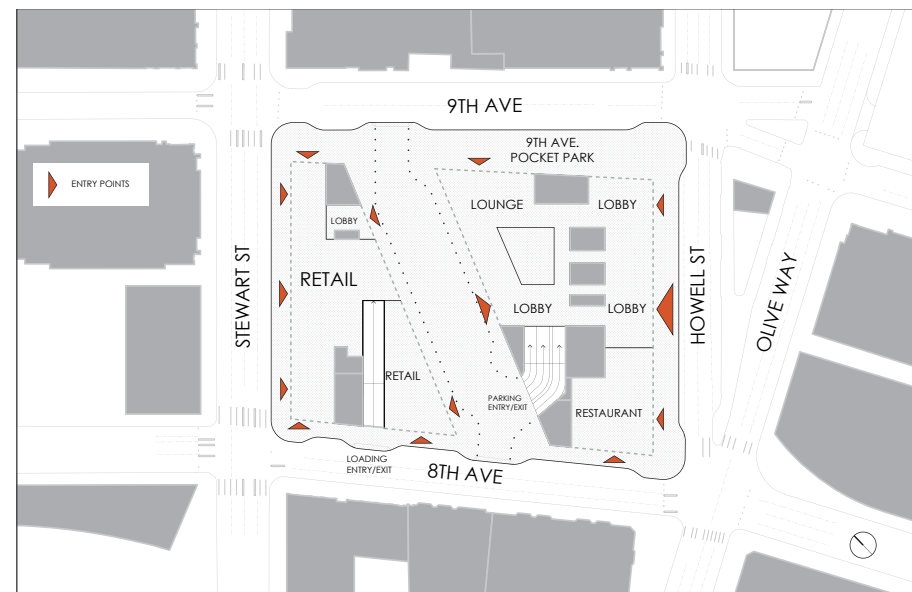 9TH AVE
9TH AVE.
POCKET PARK
ENTRY POINTS
LOUNGE
LOBBY
LOBBY
STEWART ST
RETAIL
HOWELL ST
OLIVE WAY
LOBBY
LOBBY
RETAIL
PARKING
ENTRY/EXIT
RESTAURANT
LOADING
ENTRY/EXIT
8TH AVE